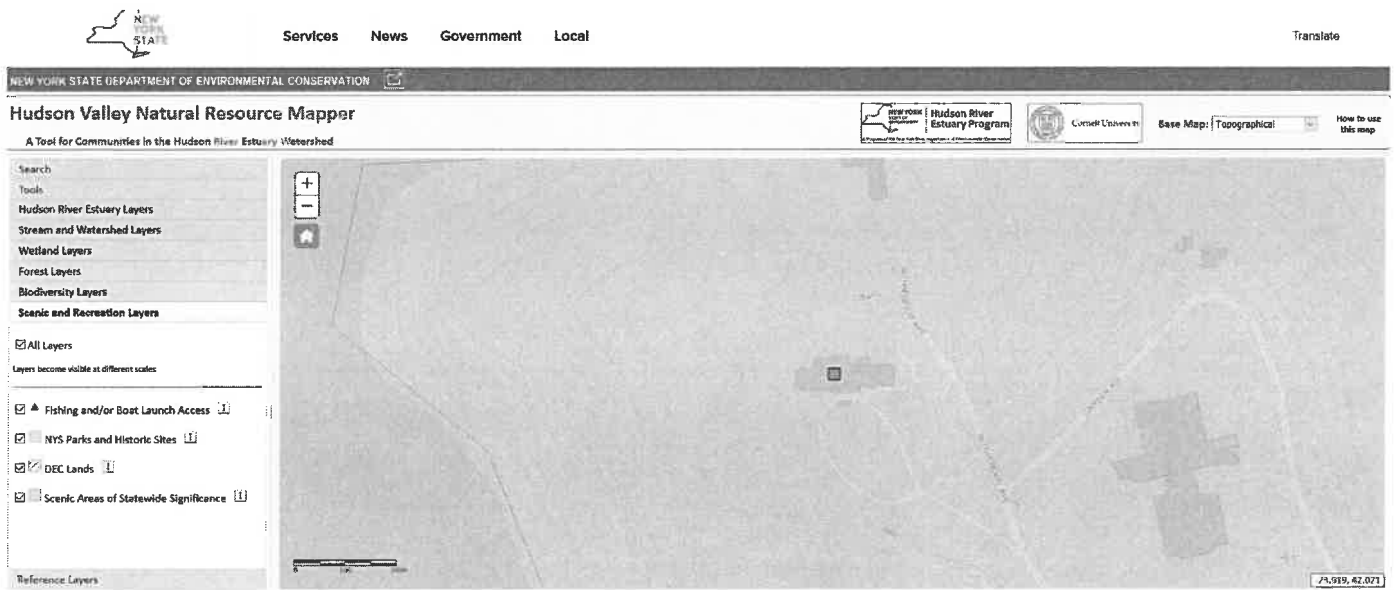 NEW
YORK
STATE
Services News Government Local
Translate
NEW YORK STATE DEPARTMENT OF ENVIRONMENTAL CONSERVATION
Hudson Valley Natural Resource Mapper
A Tool for Communities in the Hudson River Estuary Watershed
Hudson River
Estuary Program
Cornell University
Base Map: Topographical
How to use
this map
Search
Tools
Hudson River Estuary Layers
Stream and Watershed Layers
Wetland Layers
Forest Layers
Biodiversity Layers
Scenic and Recreation Layers
All Layers
Layers become visible at different scales
Fishing and/or Boat Launch Access
NYS Parks and Historic Sites
DEC Lands
Scenic Areas of Statewide Significance
Reference Layers
+
−